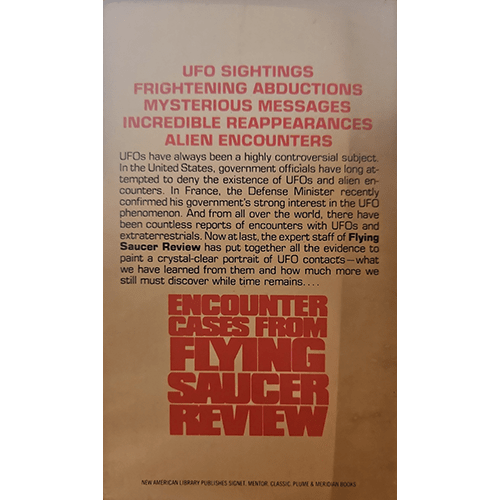 UFO SIGHTINGS
FRIGHTENING ABDUCTIONS
MYSTERIOUS MESSAGES
INCREDIBLE REAPPEARANCES
ALIEN ENCOUNTERS
UFOs have always been a highly controversial subject.
In the United States, government officials have long at-
tempted to deny the existence of UFOs and alien en-
counters. In France, the Defense Minister recently
confirmed his government's strong interest in the UFO
phenomenon. And from all over the world, there have
been countless reports of encounters with UFOs and
extraterrestrials. Now at last, the expert staff of Flying
Saucer Review has put together all the evidence to
paint a crystal-clear portrait of UFO contacts—what
we have learned from them and how much more we
still must discover while time remains....
ENCOUNTER
CASES FROM
FLYING
SAUCER
REVIEW
NEW AMERICAN LIBRARY PUBLISHES SIGNET, MENTOR, CLASSIC, PLUME & MERIDIAN BOOKS